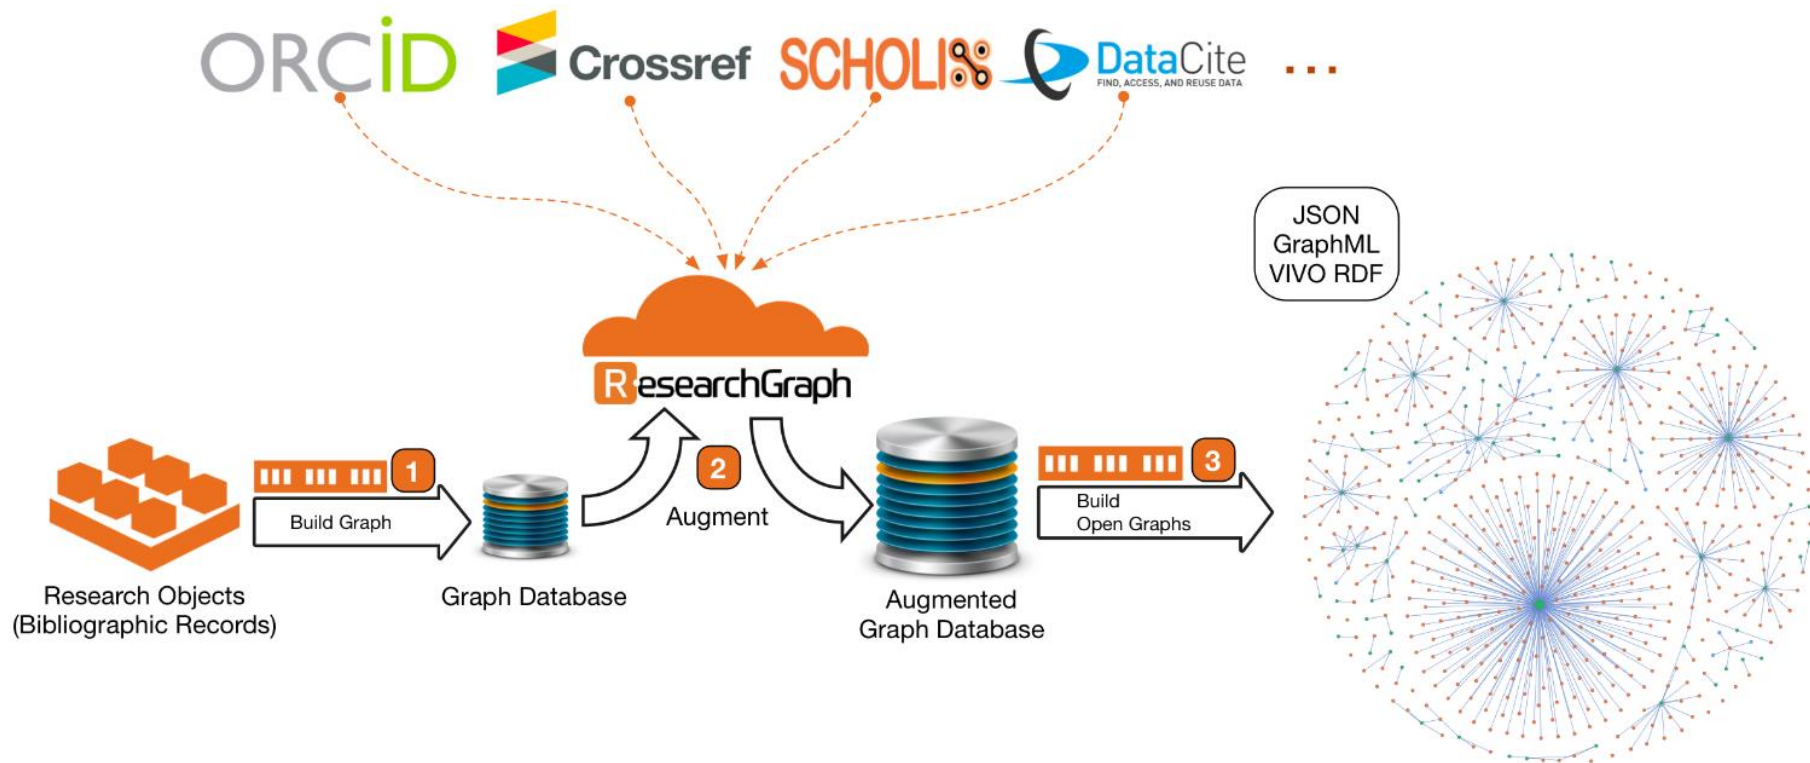 ORCiD
Crossref
SCHOLIX
DataCite
FIND, ACCESS, AND REUSE DATA
...
JSON
GraphML
VIVO RDF
ResearchGraph
1
Build Graph
2
Augment
3
Build
Open Graphs
Research Objects
(Bibliographic Records)
Graph Database
Augmented
Graph Database